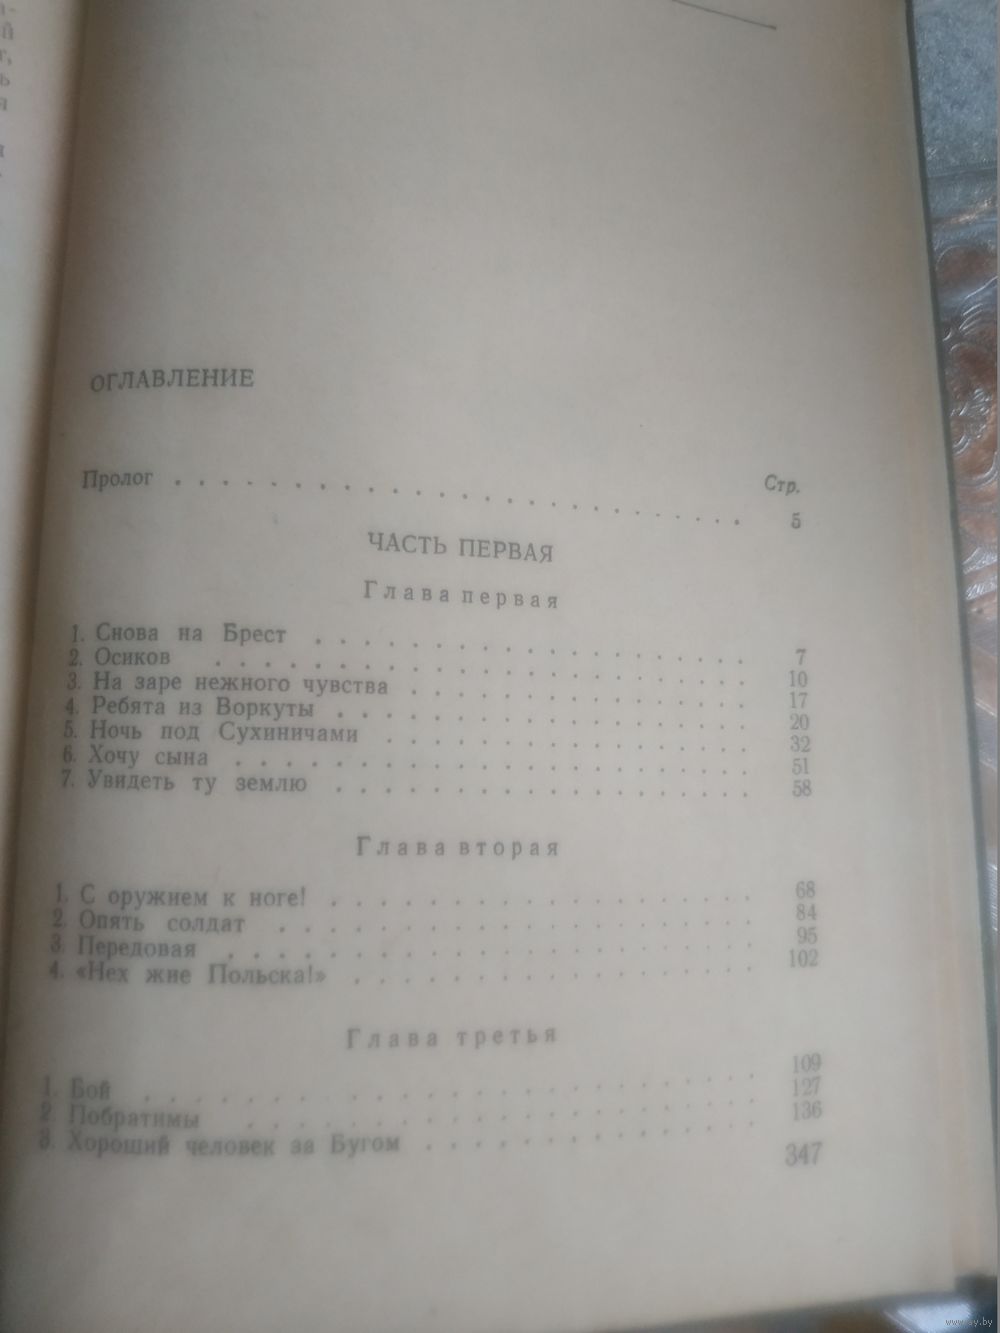 ОГЛАВЛЕНИЕ
Стр.
Пролог . . . . . . . . . . . . . . . . . . . . . . . . 5
ЧАСТЬ ПЕРВАЯ
Глава первая
1. Снова на Брест . . . . . . . . . . . . . . . . . . 7
2. Осиков . . . . . . . . . . . . . . . . . . . . . . 10
3. На заре нежного чувства . . . . . . . . . . . . . . 17
4. Ребята из Воркуты . . . . . . . . . . . . . . . . . 20
5. Ночь под Сухиничами . . . . . . . . . . . . . . . 32
6. Хочу сына . . . . . . . . . . . . . . . . . . . . . 51
7. Увидеть ту землю . . . . . . . . . . . . . . . . . 58
Глава вторая
1. С оружием к ноге! . . . . . . . . . . . . . . . . . 68
2. Опять солдат . . . . . . . . . . . . . . . . . . . 84
3. Передовая . . . . . . . . . . . . . . . . . . . . . 95
4. «Нех жие Польска!» . . . . . . . . . . . . . . . . 102
Глава третья
1. Бой . . . . . . . . . . . . . . . . . . . . . . . . 109
2. Побратимы . . . . . . . . . . . . . . . . . . . . 127
3. Хороший человек за Бугом . . . . . . . . . . . . . 136
347
www.ay.by